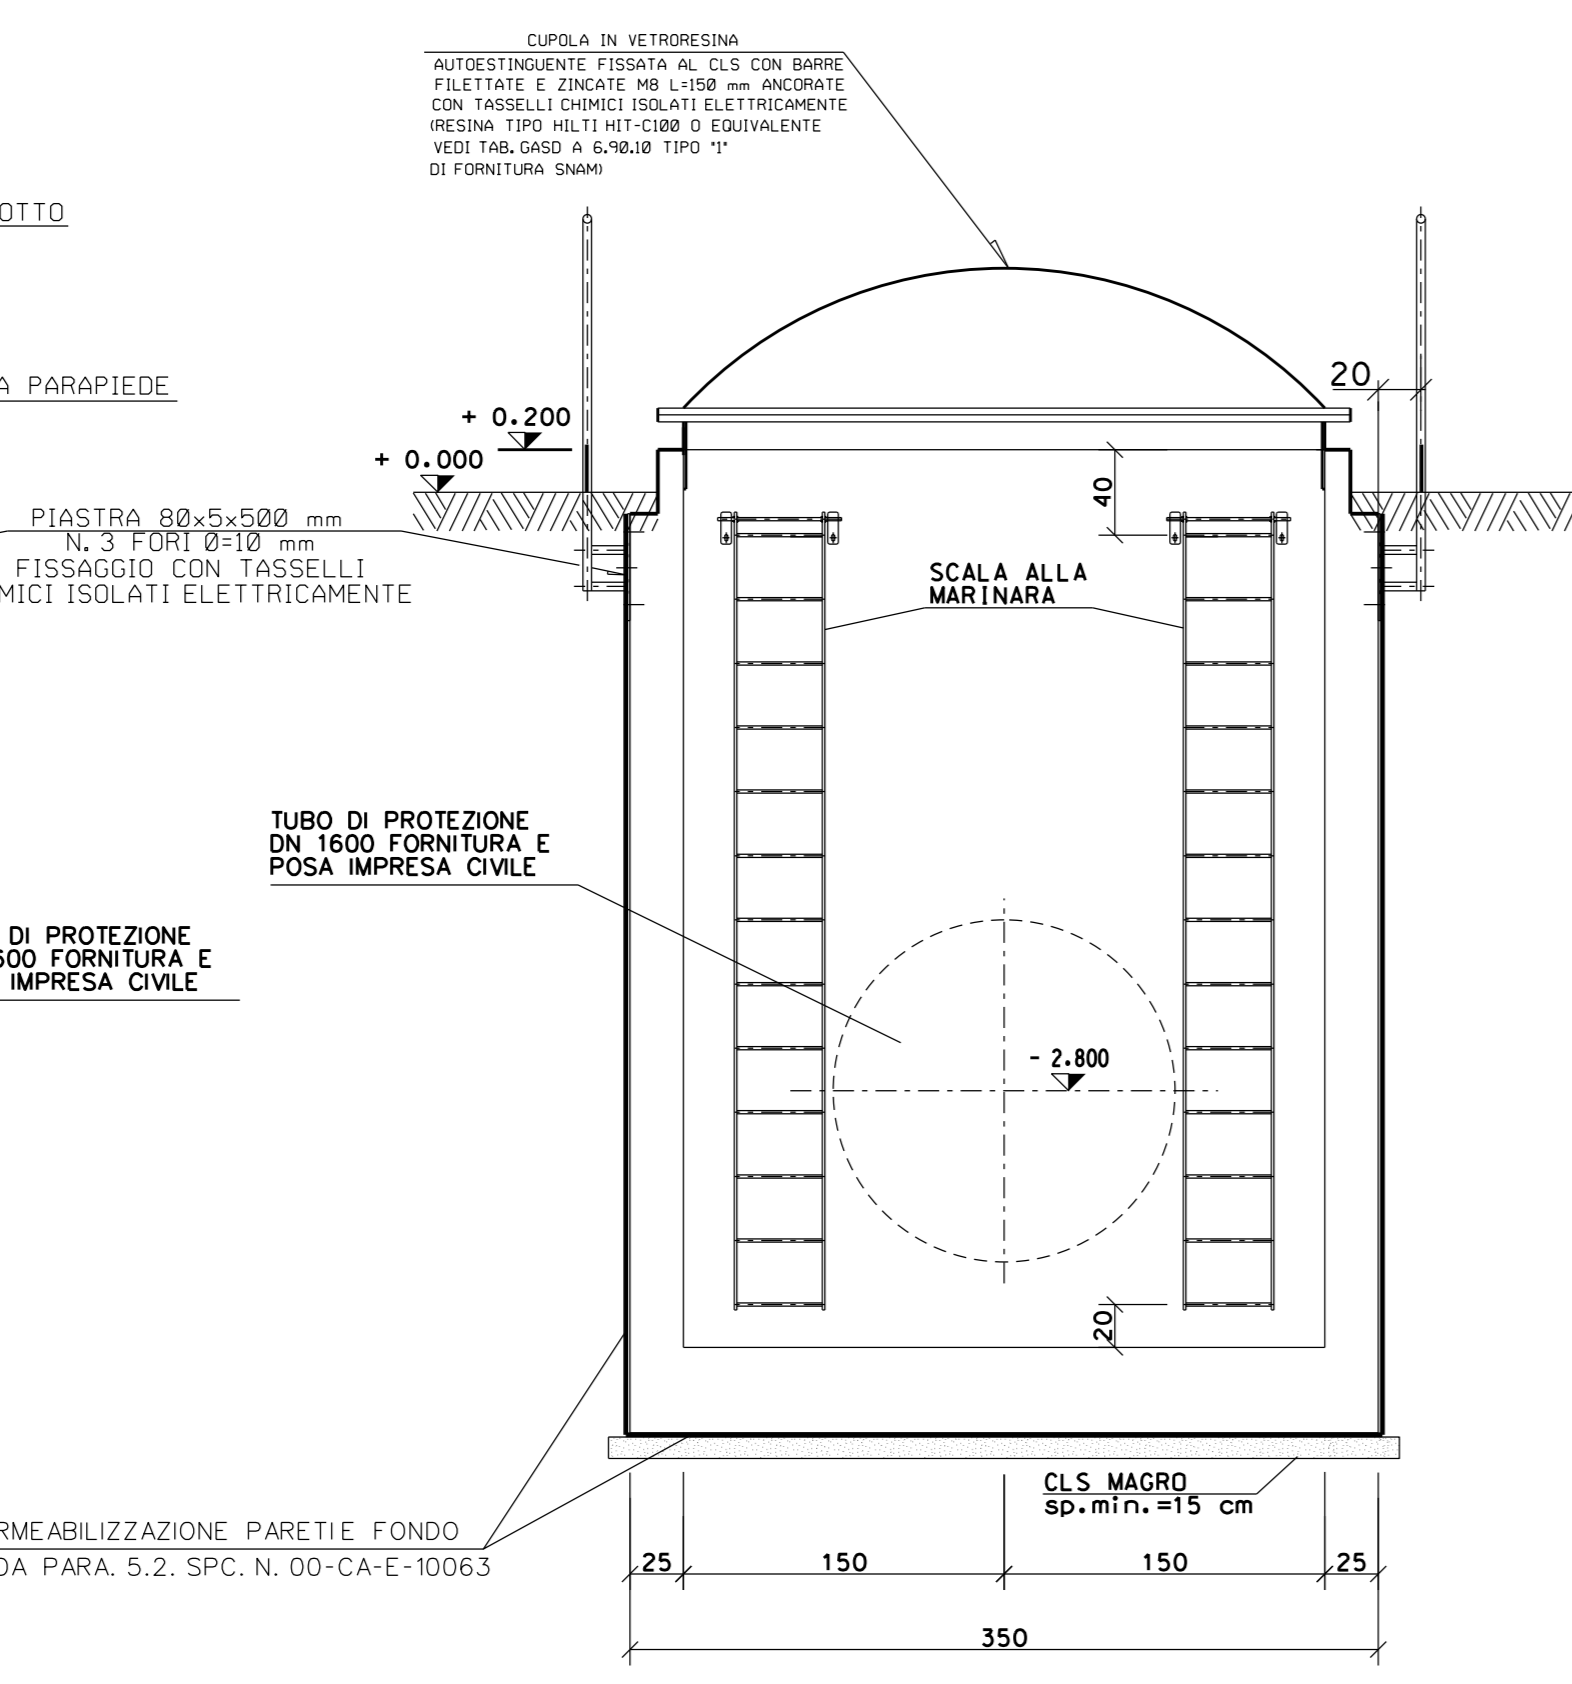 CUPOLA IN VETRORESINA
AUTOESTINGUENTE FISSATA AL CLS CON BARRE
FILETTATE E ZINCATE M8 L=150 mm ANCORATE
CON TASSELLI CHIMICI ISOLATI ELETTRICAMENTE
(RESINA TIPO HILTI HIT-C100 O EQUIVALENTE
VEDI TAB. GASD A 6.90.10 TIPO "1"
DI FORNITURA SNAM)
OTTO
A PARAPIEDE
20
+ 0.200
+ 0.000
40
PIASTRA 80x5x500 mm
N. 3 FORI Ø=10 mm
FISSAGGIO CON TASSELLI
MICI ISOLATI ELETTRICAMENTE
SCALA ALLA
MARINARA
TUBO DI PROTEZIONE
DN 1600 FORNITURA E
POSA IMPRESA CIVILE
DI PROTEZIONE
600 FORNITURA E
IMPRESA CIVILE
- 2.800
20
CLS MAGRO
sp.min.=15 cm
RMEABILIZZAZIONE PARETI E FONDO
DA PARA. 5.2. SPC. N. 00-CA-E-10063
25 150 150 25
350